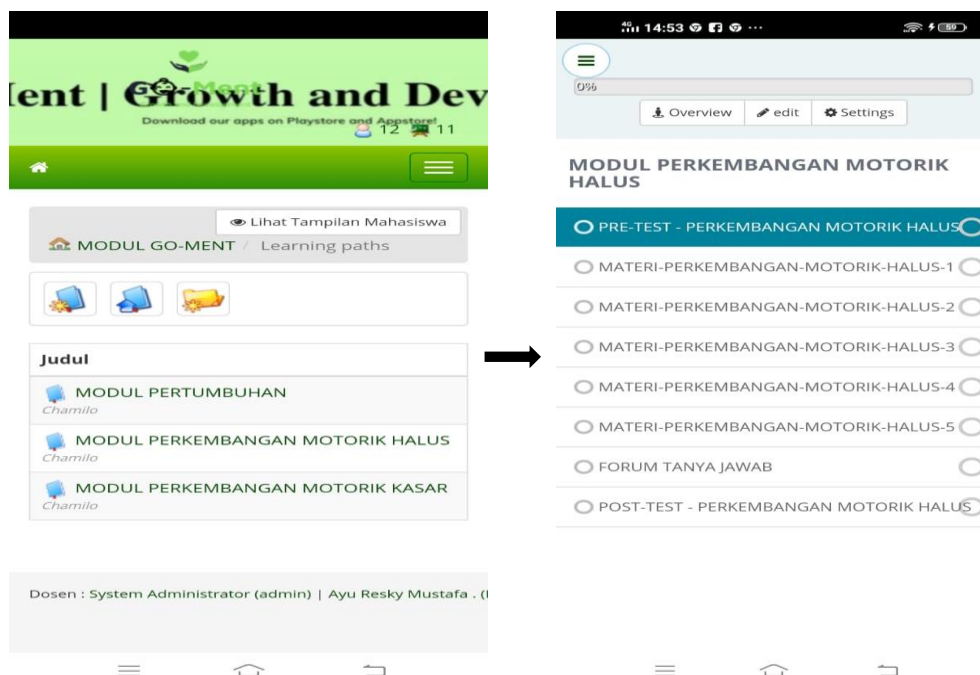 ent | Growth and Dev
Download our apps on Playstore and Appstore!
12 11
Lihat Tampilan Mahasiswa
MODUL GO-MENT / Learning paths
Judul
MODUL PERTUMBUHAN
Chamilo
MODUL PERKEMBANGAN MOTORIK HALUS
Chamilo
MODUL PERKEMBANGAN MOTORIK KASAR
Chamilo
Dosen : System Administrator (admin) | Ayu Resky Mustafa . (
4G 14:53 ... 59
0%
Overview edit Settings
MODUL PERKEMBANGAN MOTORIK
HALUS
PRE-TEST - PERKEMBANGAN MOTORIK HALUS
MATERI-PERKEMBANGAN-MOTORIK-HALUS-1
MATERI-PERKEMBANGAN-MOTORIK-HALUS-2
MATERI-PERKEMBANGAN-MOTORIK-HALUS-3
MATERI-PERKEMBANGAN-MOTORIK-HALUS-4
MATERI-PERKEMBANGAN-MOTORIK-HALUS-5
FORUM TANYA JAWAB
POST-TEST - PERKEMBANGAN MOTORIK HALUS